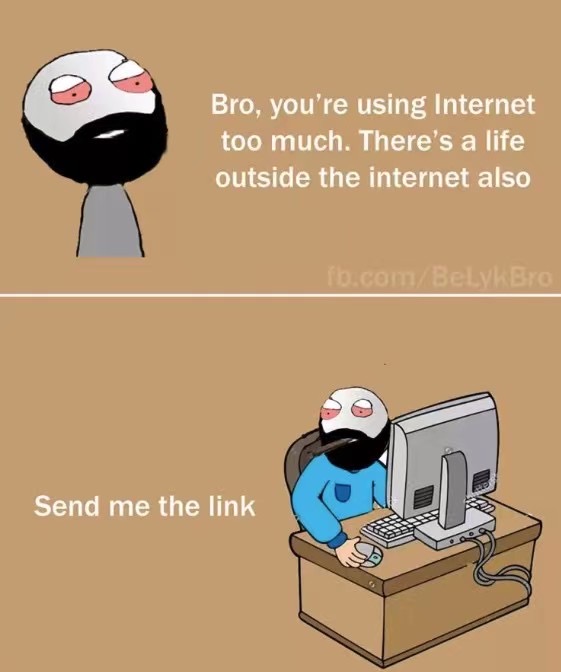 Bro, you're using Internet
too much. There's a life
outside the internet also
fb.com/BeLykBro
Send me the link